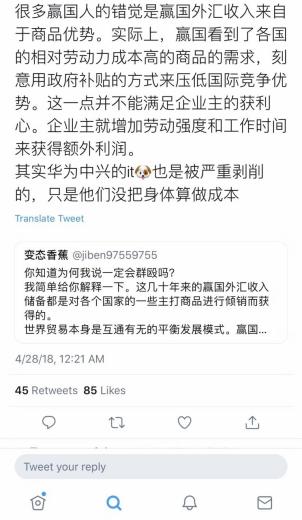 很多赢国人的错觉是赢国外汇收入来自
于商品优势。实际上，赢国看到了各国
的相对劳动力成本高的商品的需求，刻
意用政府补贴的方式来压低国际竞争优
势。这一点并不能满足企业主的获利
心。企业主就增加劳动强度和工作时间
来获得额外利润。
其实华为中兴的it🐶也是被严重剥削
的，只是他们没把身体算做成本
Translate Tweet
变态香蕉 @jiben97559755
你知道为何我说一定会群殴吗？
我简单给你解释一下。这几十年来的赢国外汇收入
储备都是对各个国家的一些主打商品进行倾销而获
得的。
世界贸易本身是互通有无的平衡发展模式。赢国...
4/28/18, 12:21 AM
45 Retweets 85 Likes
Tweet your reply